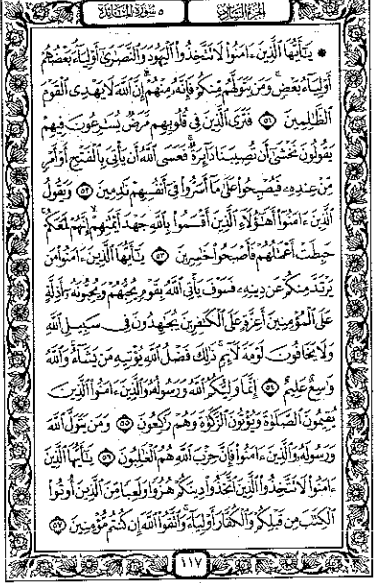 الجزء السادس ٥ سورة المائدة
۞ يَـٰٓأَيُّهَا ٱلَّذِينَ ءَامَنُوا۟ لَا تَتَّخِذُوا۟ ٱلْيَهُودَ وَٱلنَّصَـٰرَىٰٓ أَوْلِيَآءَ بَعْضُهُمْ
أَوْلِيَآءُ بَعْضٍ وَمَن يَتَوَلَّهُم مِّنكُمْ فَإِنَّهُۥ مِنْهُمْ إِنَّ ٱللَّهَ لَا يَهْدِى ٱلْقَوْمَ
ٱلظَّـٰلِمِينَ ٥١ فَتَرَى ٱلَّذِينَ فِى قُلُوبِهِم مَّرَضٌ يُسَـٰرِعُونَ فِيهِمْ
يَقُولُونَ نَخْشَىٰٓ أَن تُصِيبَنَا دَآئِرَةٌ فَعَسَى ٱللَّهُ أَن يَأْتِىَ بِٱلْفَتْحِ أَوْ أَمْرٍ
مِّنْ عِندِهِۦ فَيُصْبِحُوا۟ عَلَىٰ مَآ أَسَرُّوا۟ فِىٓ أَنفُسِهِمْ نَـٰدِمِينَ ٥٢ وَيَقُولُ
ٱلَّذِينَ ءَامَنُوٓا۟ أَهَـٰٓؤُلَآءِ ٱلَّذِينَ أَقْسَمُوا۟ بِٱللَّهِ جَهْدَ أَيْمَـٰنِهِمْ إِنَّهُمْ لَمَعَكُمْ
حَبِطَتْ أَعْمَـٰلُهُمْ فَأَصْبَحُوا۟ خَـٰسِرِينَ ٥٣ يَـٰٓأَيُّهَا ٱلَّذِينَ ءَامَنُوا۟ مَن
يَرْتَدَّ مِنكُمْ عَن دِينِهِۦ فَسَوْفَ يَأْتِى ٱللَّهُ بِقَوْمٍ يُحِبُّهُمْ وَيُحِبُّونَهُۥٓ أَذِلَّةٍ
عَلَى ٱلْمُؤْمِنِينَ أَعِزَّةٍ عَلَى ٱلْكَـٰفِرِينَ يُجَـٰهِدُونَ فِى سَبِيلِ ٱللَّهِ
وَلَا يَخَافُونَ لَوْمَةَ لَآئِمٍ ذَٰلِكَ فَضْلُ ٱللَّهِ يُؤْتِيهِ مَن يَشَآءُ وَٱللَّهُ
وَٰسِعٌ عَلِيمٌ ٥٤ إِنَّمَا وَلِيُّكُمُ ٱللَّهُ وَرَسُولُهُۥ وَٱلَّذِينَ ءَامَنُوا۟ ٱلَّذِينَ
يُقِيمُونَ ٱلصَّلَوٰةَ وَيُؤْتُونَ ٱلزَّكَوٰةَ وَهُمْ رَٰكِعُونَ ٥٥ وَمَن يَتَوَلَّ ٱللَّهَ
وَرَسُولَهُۥ وَٱلَّذِينَ ءَامَنُوا۟ فَإِنَّ حِزْبَ ٱللَّهِ هُمُ ٱلْغَـٰلِبُونَ ٥٦ يَـٰٓأَيُّهَا ٱلَّذِينَ
ءَامَنُوا۟ لَا تَتَّخِذُوا۟ ٱلَّذِينَ ٱتَّخَذُوا۟ دِينَكُمْ هُزُوًا وَلَعِبًا مِّنَ ٱلَّذِينَ أُوتُوا۟
ٱلْكِتَـٰبَ مِن قَبْلِكُمْ وَٱلْكُفَّارَ أَوْلِيَآءَ وَٱتَّقُوا۟ ٱللَّهَ إِن كُنتُم مُّؤْمِنِينَ ٥٧
١١٧